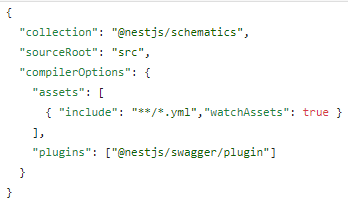 {
  "collection": "@nestjs/schematics",
  "sourceRoot": "src",
  "compilerOptions": {
    "assets": [
      { "include": "**/*.yml","watchAssets": true }
    ],
    "plugins": ["@nestjs/swagger/plugin"]
  }
}